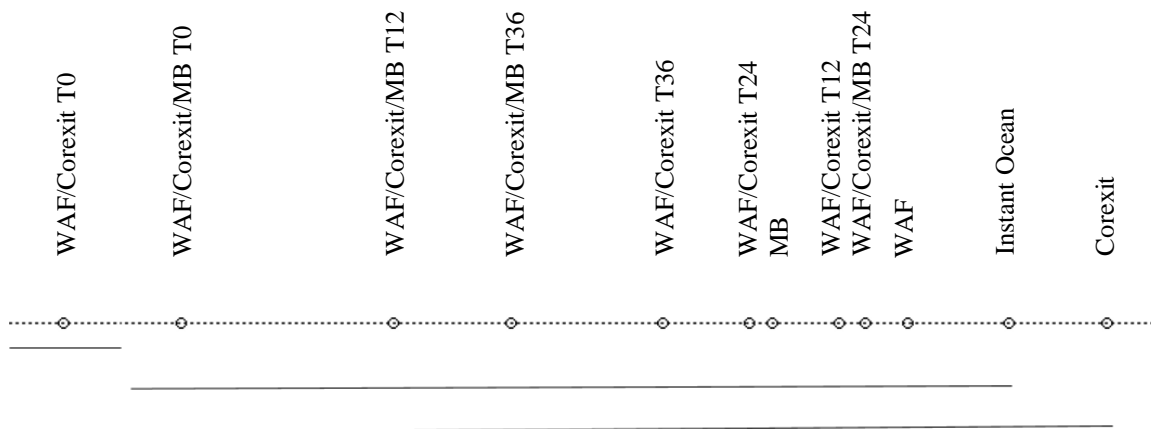 WAF/Corexit T0
WAF/Corexit/MB T0
WAF/Corexit/MB T12
WAF/Corexit/MB T36
WAF/Corexit T36
WAF/Corexit T24
MB
WAF/Corexit T12
WAF/Corexit/MB T24
WAF
Instant Ocean
Corexit